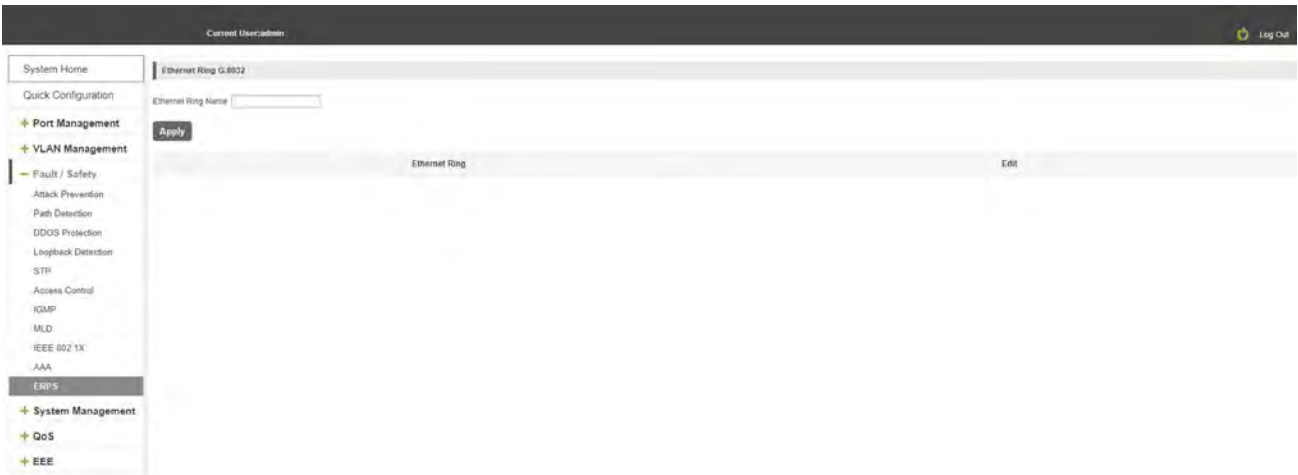 Current User:admin
Log Out
System Home
Quick Configuration
Port Management
VLAN Management
Fault / Safety
Attack Prevention
Path Detection
DDOS Protection
Loopback Detection
STP
Access Control
IGMP
MLD
IEEE 802.1X
AAA
ERPS
System Management
QoS
EEE
Ethernet Ring G.8032
Ethernet Ring Name
Apply
Ethernet Ring Edit